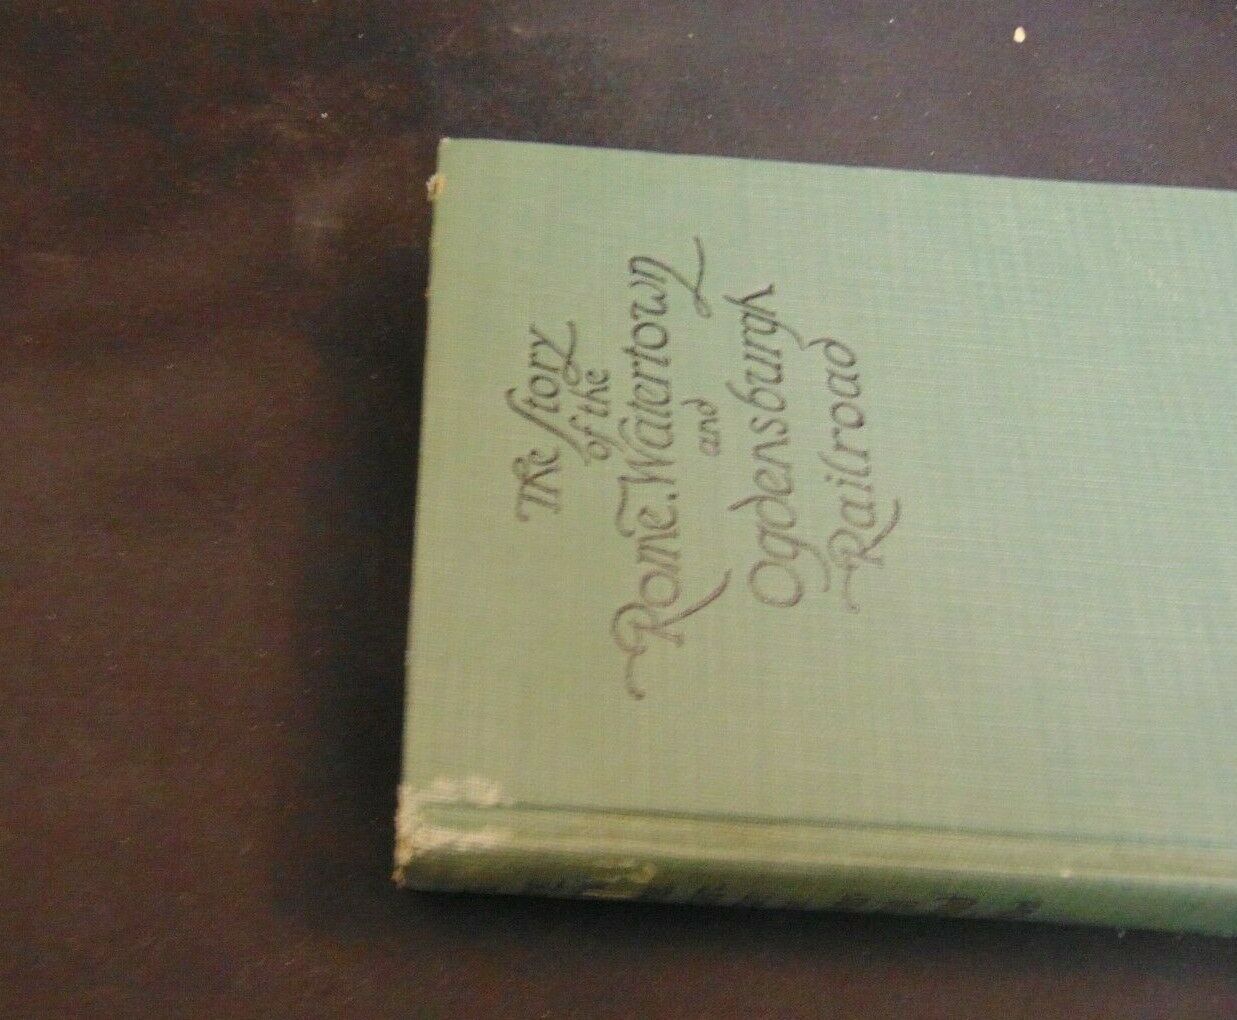 The Story
of the
Rome, Watertown
and
Ogdensburgh
Railroad